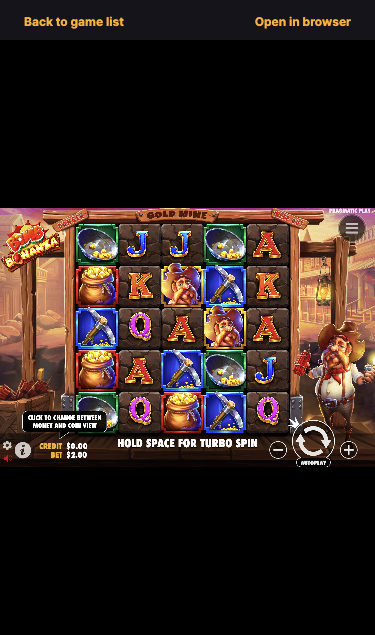 Back to game list
Open in browser
PRAGMATIC PLAY
GOLD MINE
BOMB
BONANZA
J
J
A
K
K
Q
A
A
A
J
Q
Q
CLICK TO CHANGE BETWEEN
MONEY AND COIN VIEW
CREDIT $0.00
BET $2.00
HOLD SPACE FOR TURBO SPIN
AUTOPLAY